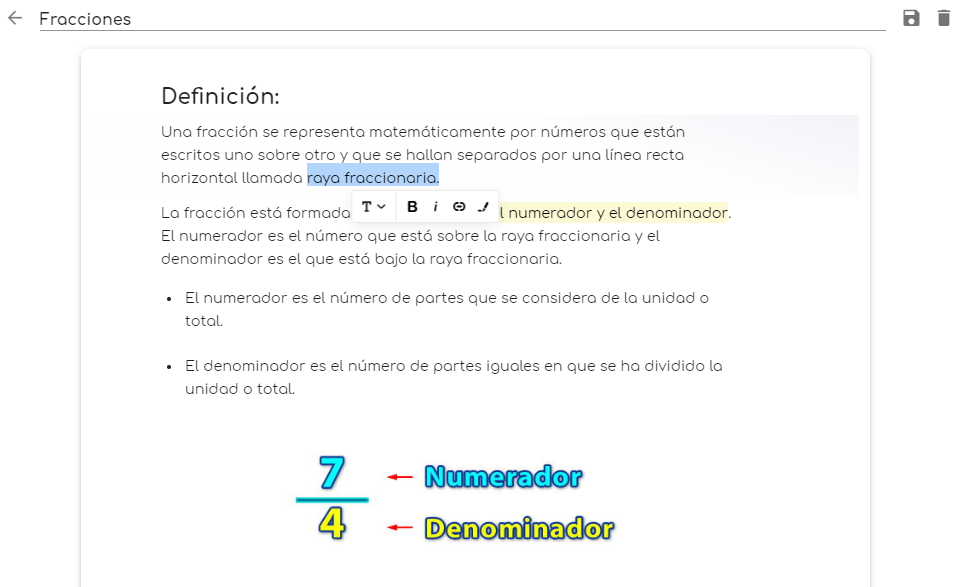 Fracciones
Definición:
Una fracción se representa matemáticamente por números que están
escritos uno sobre otro y que se hallan separados por una línea recta
horizontal llamada raya fraccionaria.
T B i
La fracción está formada l numerador y el denominador.
El numerador es el número que está sobre la raya fraccionaria y el
denominador es el que está bajo la raya fraccionaria.
• El numerador es el número de partes que se considera de la unidad o
total.
• El denominador es el número de partes iguales en que se ha dividido la
unidad o total.
7 Numerador
4 Denominador